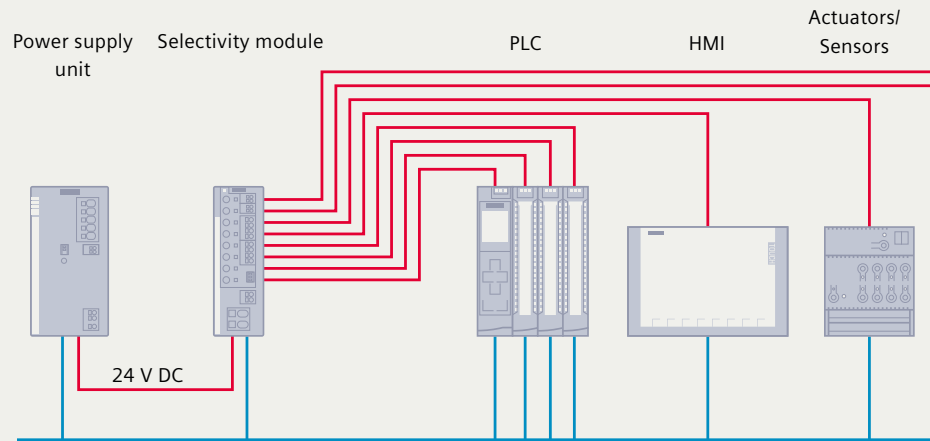 Power supply
unit
Selectivity module
PLC
HMI
Actuators/
Sensors
24 V DC